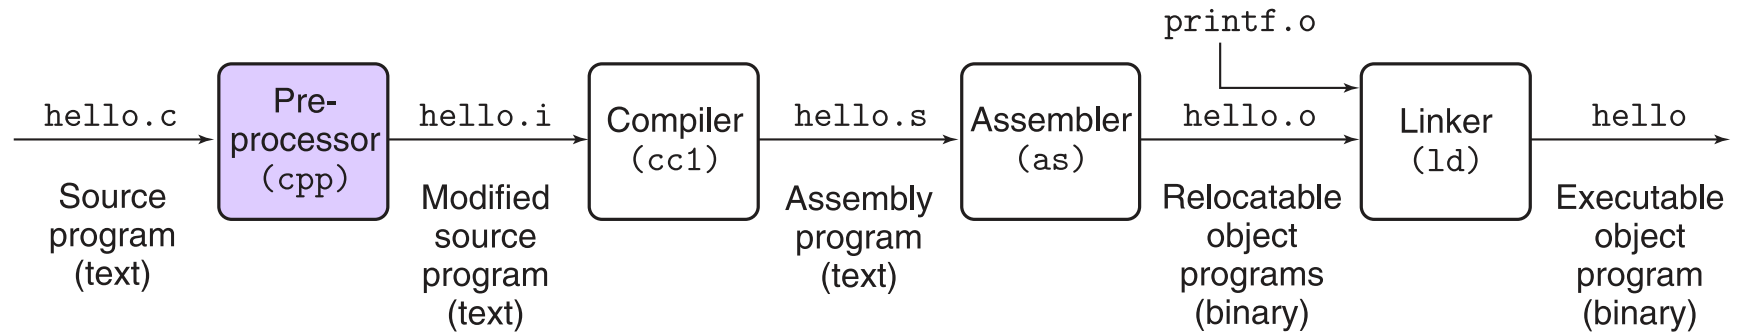 printf.o
hello.c
Pre-
processor
(cpp)
hello.i
Compiler
(cc1)
hello.s
Assembler
(as)
hello.o
Linker
(ld)
hello
Source
program
(text)
Modified
source
program
(text)
Assembly
program
(text)
Relocatable
object
programs
(binary)
Executable
object
program
(binary)